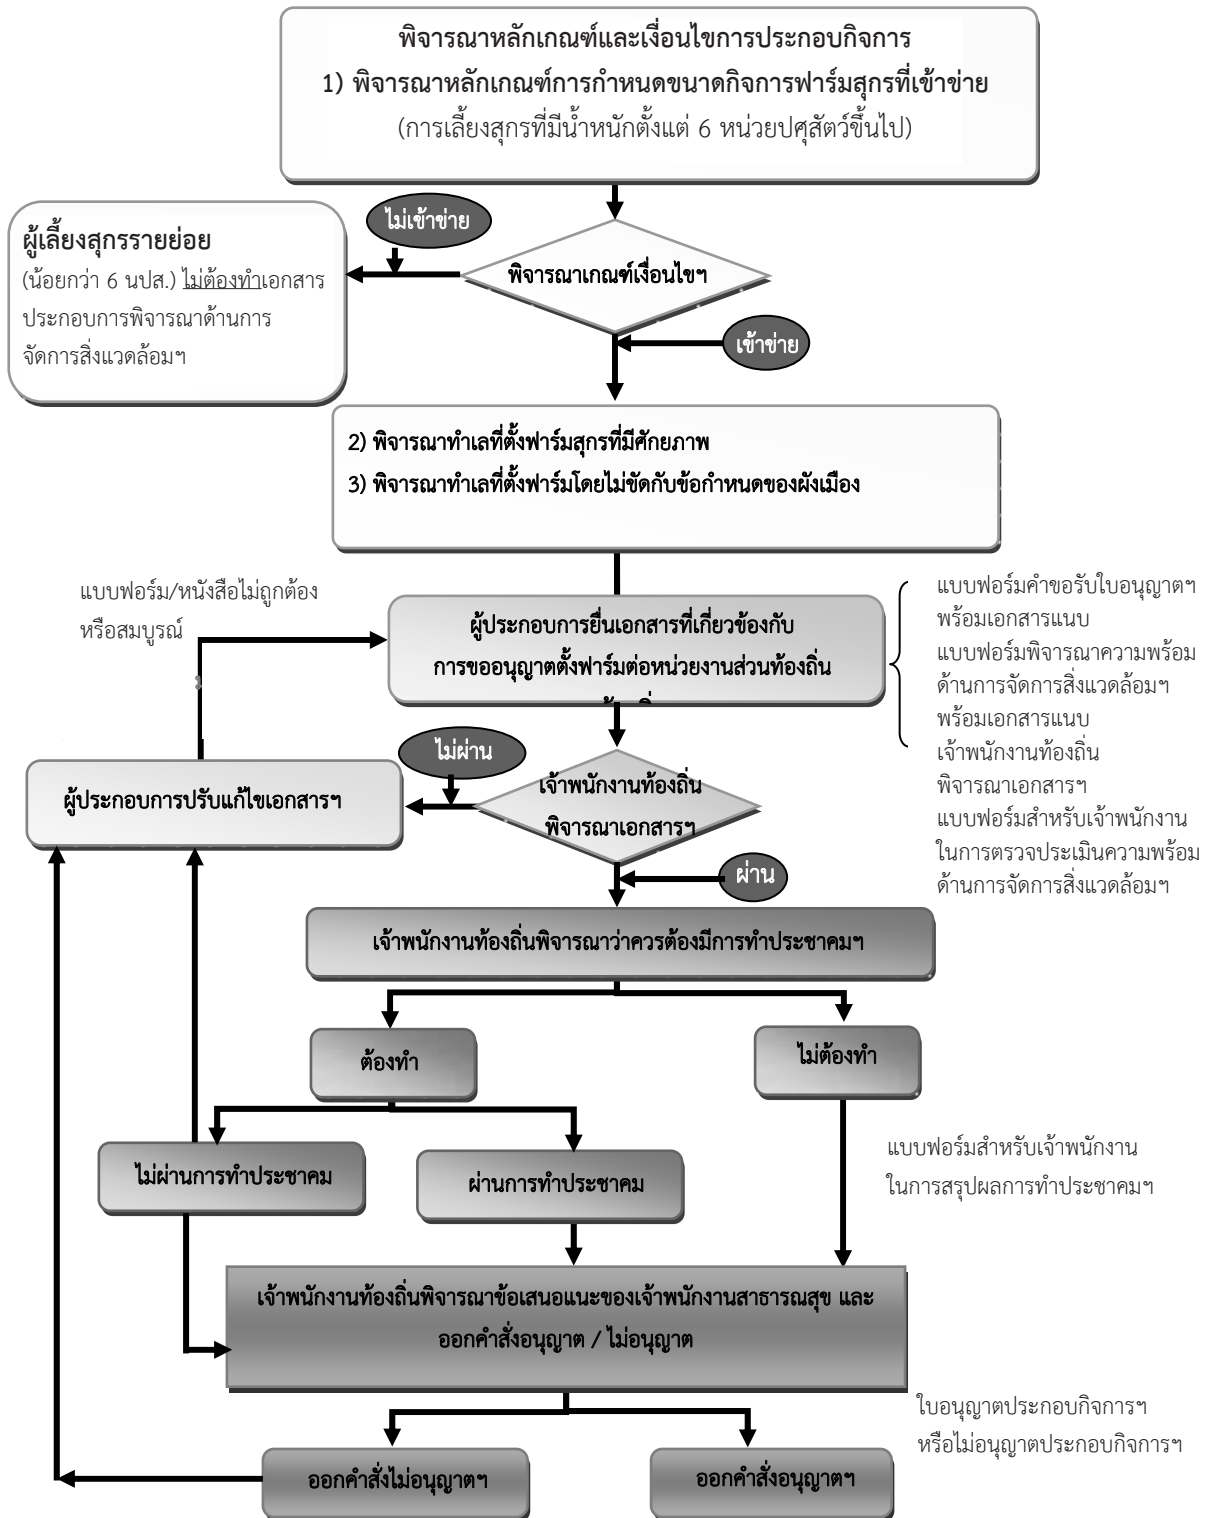 พิจารณาหลักเกณฑ์และเงื่อนไขการประกอบกิจการ
1) พิจารณาหลักเกณฑ์การกำหนดขนาดกิจการฟาร์มสุกรที่เข้าข่าย
(การเลี้ยงสุกรที่มีน้ำหนักตั้งแต่ 6 หน่วยปศุสัตว์ขึ้นไป)
ไม่เข้าข่าย
ผู้เลี้ยงสุกรรายย่อย
(น้อยกว่า 6 นปส.) ไม่ต้องทำเอกสาร
ประกอบการพิจารณาด้านการ
จัดการสิ่งแวดล้อมฯ
พิจารณาเกณฑ์เงื่อนไขฯ
เข้าข่าย
2) พิจารณาทำเลที่ตั้งฟาร์มสุกรที่มีศักยภาพ
3) พิจารณาทำเลที่ตั้งฟาร์มโดยไม่ขัดกับข้อกำหนดของผังเมือง
แบบฟอร์ม/หนังสือไม่ถูกต้อง
หรือสมบูรณ์
ผู้ประกอบการยื่นเอกสารที่เกี่ยวข้องกับ
การขออนุญาตตั้งฟาร์มต่อหน่วยงานส่วนท้องถิ่น
แบบฟอร์มคำขอรับใบอนุญาตฯ
พร้อมเอกสารแนบ
แบบฟอร์มพิจารณาความพร้อม
ด้านการจัดการสิ่งแวดล้อมฯ
พร้อมเอกสารแนบ
เจ้าพนักงานท้องถิ่น
พิจารณาเอกสารฯ
แบบฟอร์มสำหรับเจ้าพนักงาน
ในการตรวจประเมินความพร้อม
ด้านการจัดการสิ่งแวดล้อมฯ
ไม่ผ่าน
ผู้ประกอบการปรับแก้ไขเอกสารฯ
เจ้าพนักงานท้องถิ่น
พิจารณาเอกสารฯ
ผ่าน
เจ้าพนักงานท้องถิ่นพิจารณาว่าควรต้องมีการทำประชาคมฯ
ต้องทำ
ไม่ต้องทำ
ไม่ผ่านการทำประชาคม
ผ่านการทำประชาคม
แบบฟอร์มสำหรับเจ้าพนักงาน
ในการสรุปผลการทำประชาคมฯ
เจ้าพนักงานท้องถิ่นพิจารณาข้อเสนอแนะของเจ้าพนักงานสาธารณสุข และ
ออกคำสั่งอนุญาต / ไม่อนุญาต
ใบอนุญาตประกอบกิจการฯ
หรือไม่อนุญาตประกอบกิจการฯ
ออกคำสั่งไม่อนุญาตฯ
ออกคำสั่งอนุญาตฯ